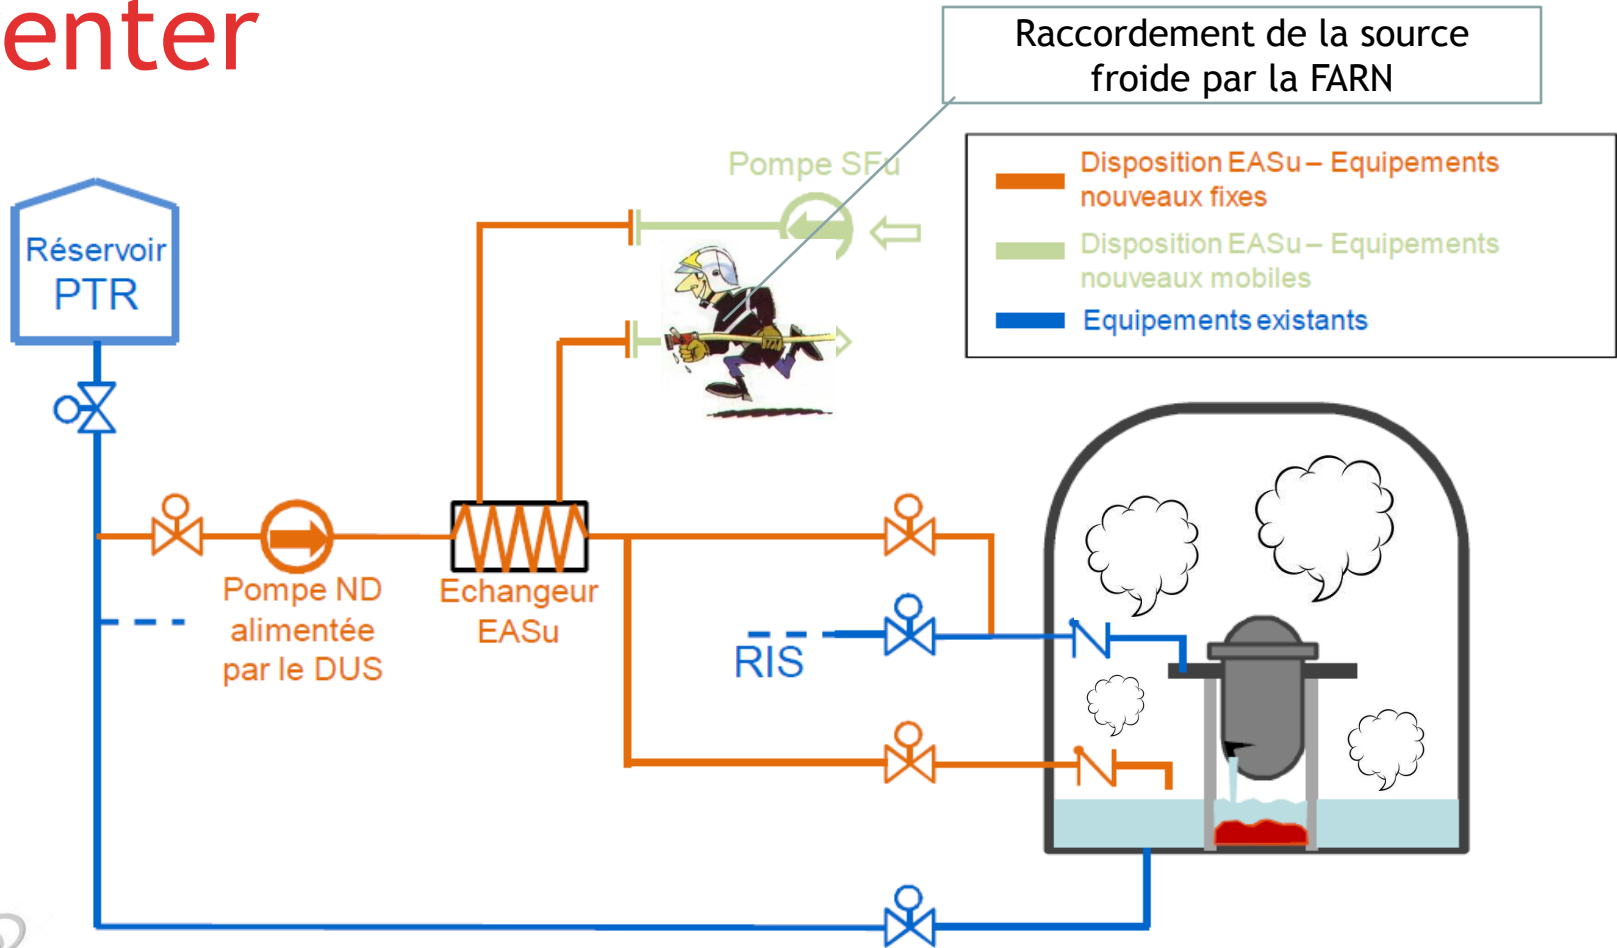 enter
Raccordement de la source
froide par la FARN
Pompe SFu
Disposition EASu – Equipements
nouveaux fixes
Disposition EASu – Equipements
nouveaux mobiles
Equipements existants
Réservoir
PTR
Pompe ND
alimentée
par le DUS
Echangeur
EASu
RIS